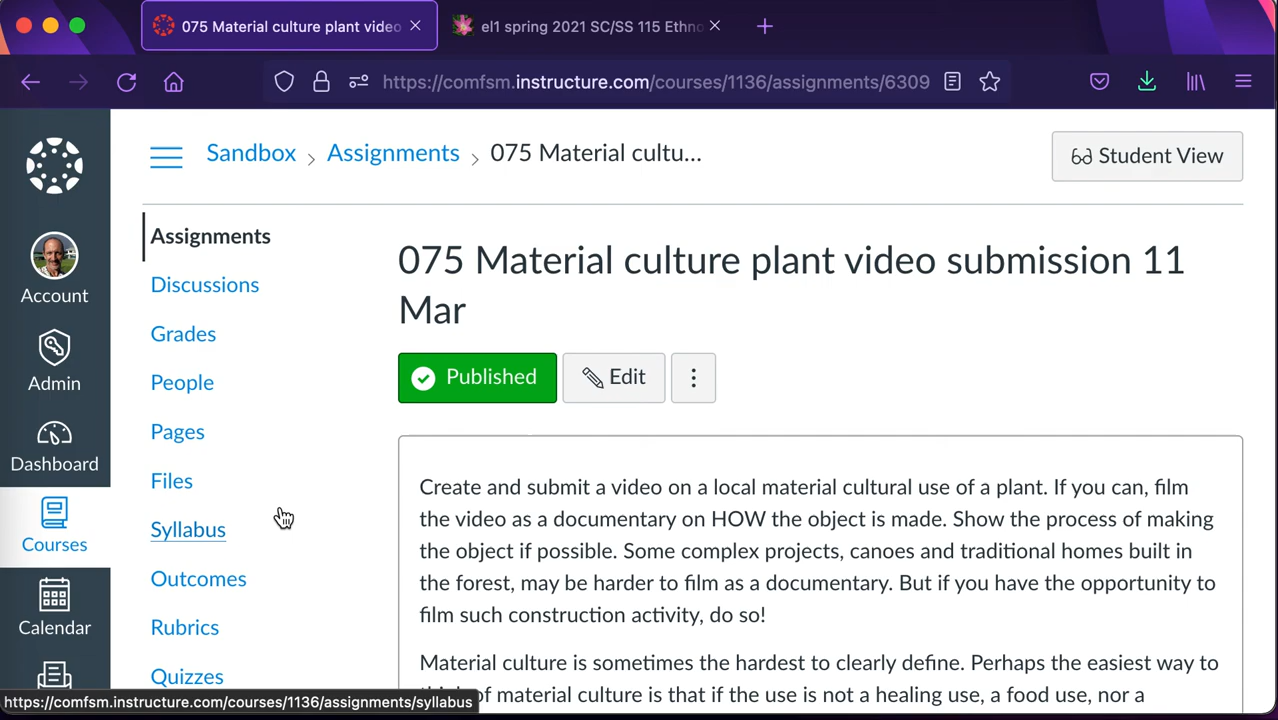 075 Material culture plant video
el1 spring 2021 SC/SS 115 Ethno
https://comfsm.instructure.com/courses/1136/assignments/6309
Sandbox > Assignments > 075 Material cultu...
Student View
Account
Admin
Dashboard
Courses
Calendar
Assignments
Discussions
Grades
People
Pages
Files
Syllabus
Outcomes
Rubrics
Quizzes
075 Material culture plant video submission 11
Mar
Published
Edit
Create and submit a video on a local material cultural use of a plant. If you can, film
the video as a documentary on HOW the object is made. Show the process of making
the object if possible. Some complex projects, canoes and traditional homes built in
the forest, may be harder to film as a documentary. But if you have the opportunity to
film such construction activity, do so!
Material culture is sometimes the hardest to clearly define. Perhaps the easiest way to
of material culture is that if the use is not a healing use, a food use, nor a
https://comfsm.instructure.com/courses/1136/assignments/syllabus